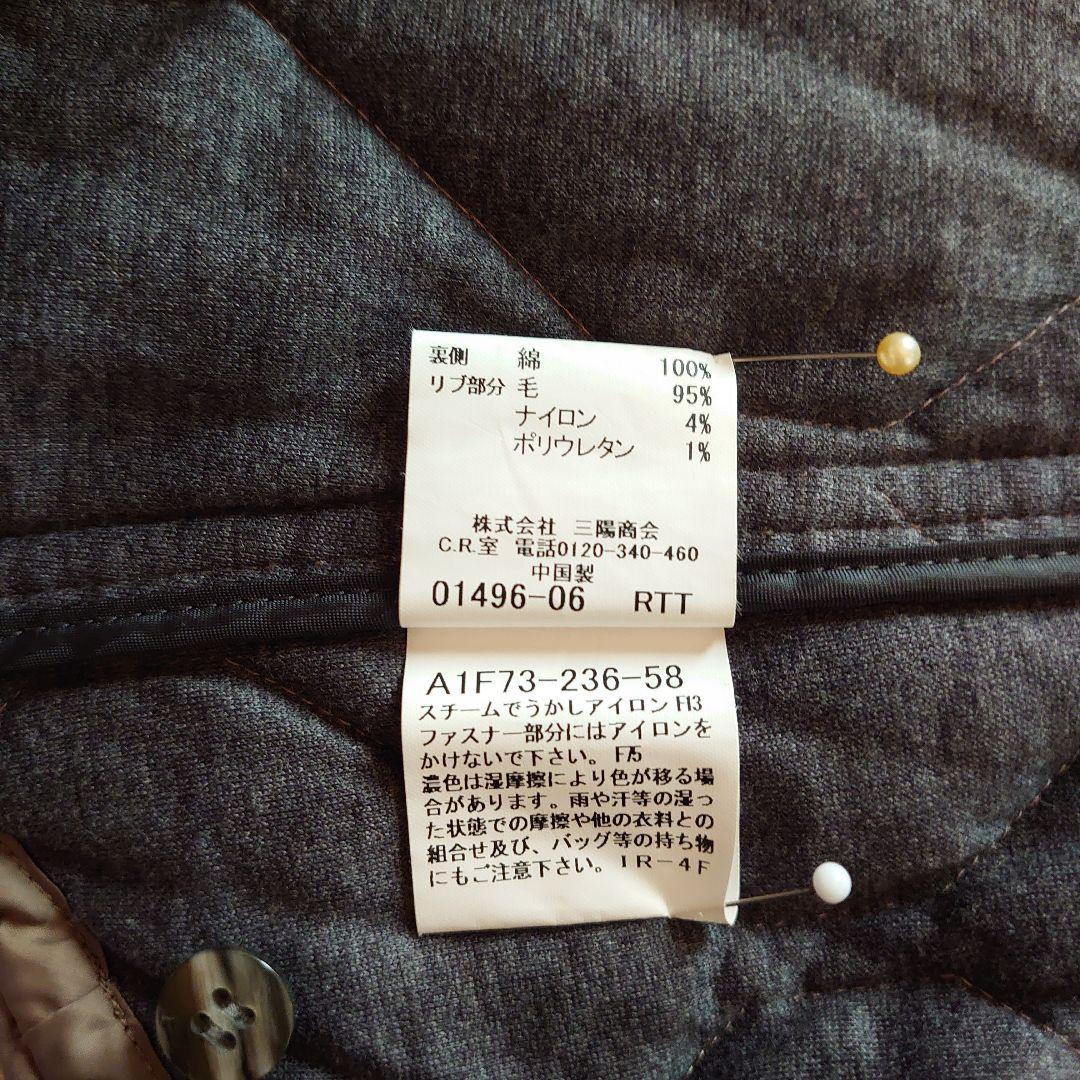 裏側 綿 100%
リブ部分 毛 95%
ナイロン 4%
ポリウレタン 1%
株式会社 三陽商会
C.R.室 電話0120-340-460
中国製
01496-06 RTT
A1F73-236-58
スチームでうかしアイロン F13
ファスナー部分にはアイロンを
かけないで下さい。 F75
濃色は湿摩擦により色が移る場
合があります。雨や汗等の湿っ
た状態での摩擦や他の衣料との
組合せ及び、バッグ等の持ち物
にもご注意下さい。 IR-4F